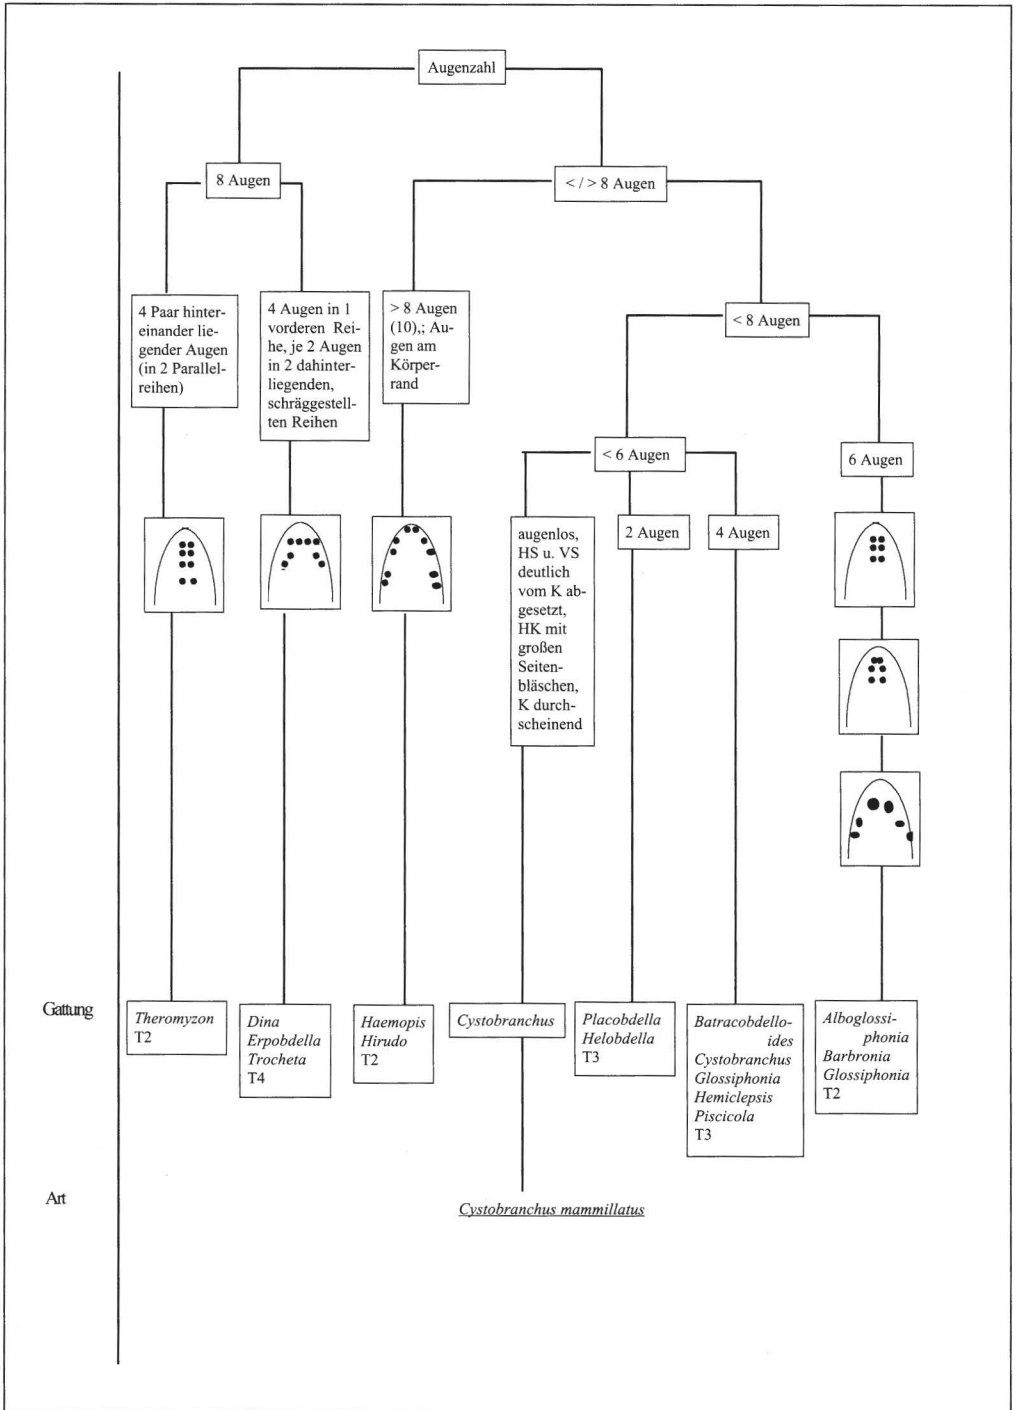 Augenzahl
8 Augen
< / > 8 Augen
4 Paar hinter-
einander lie-
gender Augen
(in 2 Parallel-
reihen)
4 Augen in 1
vorderen Rei-
he, je 2 Augen
in 2 dahinter-
liegenden,
schräggestell-
ten Reihen
> 8 Augen
(10),; Au-
gen am
Körper-
rand
< 8 Augen
< 6 Augen
6 Augen
augenlos,
HS u. VS
deutlich
vom K ab-
gesetzt,
HK mit
großen
Seiten-
bläschen,
K durch-
scheinend
2 Augen
4 Augen
Gattung
Theromyzon
T2
Dina
Erpobdella
Trocheta
T4
Haemopis
Hirudo
T2
Cystobranchus
Placobdella
Helobdella
T3
Batracobdello-
ides
Cystobranchus
Glossiphonia
Hemiclepsis
Piscicola
T3
Alboglossi-
phonia
Barbronia
Glossiphonia
T2
Art
Cystobranchus mammillatus